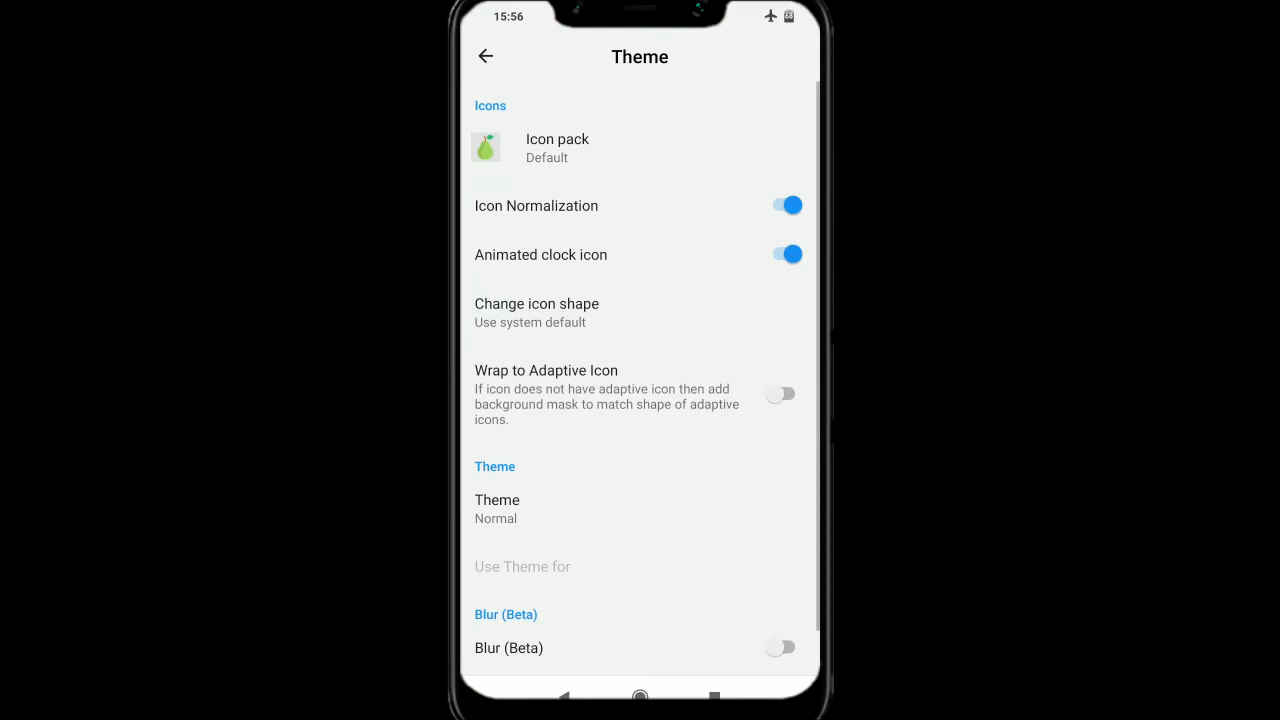 15:56
68
Theme
Icons
Icon pack
Default
Icon Normalization
Animated clock icon
Change icon shape
Use system default
Wrap to Adaptive Icon
If icon does not have adaptive icon then add
background mask to match shape of adaptive
icons.
Theme
Theme
Normal
Use Theme for
Blur (Beta)
Blur (Beta)